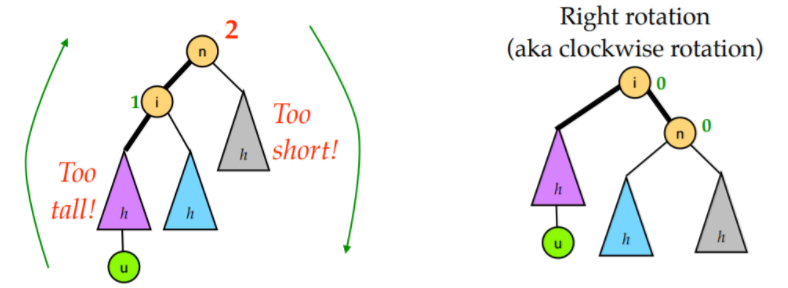 2
n
1
i
Too
short!
h
Too
tall!
h
h
u
Right rotation
(aka clockwise rotation)
i
0
n
0
h
u
h
h